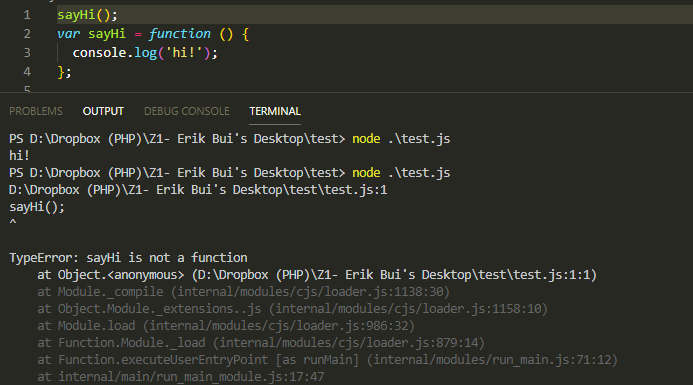 1 sayHi();
2 var sayHi = function () {
3 console.log('hi!');
4 };
5
PROBLEMS OUTPUT DEBUG CONSOLE TERMINAL
PS D:\Dropbox (PHP)\Z1- Erik Bui's Desktop\test> node .\test.js
hi!
PS D:\Dropbox (PHP)\Z1- Erik Bui's Desktop\test> node .\test.js
D:\Dropbox (PHP)\Z1- Erik Bui's Desktop\test\test.js:1
sayHi();
^
TypeError: sayHi is not a function
at Object.<anonymous> (D:\Dropbox (PHP)\Z1- Erik Bui's Desktop\test\test.js:1:1)
at Module._compile (internal/modules/cjs/loader.js:1138:30)
at Object.Module._extensions..js (internal/modules/cjs/loader.js:1158:10)
at Module.load (internal/modules/cjs/loader.js:986:32)
at Function.Module._load (internal/modules/cjs/loader.js:879:14)
at Function.executeUserEntryPoint [as runMain] (internal/modules/run_main.js:71:12)
at internal/main/run_main_module.js:17:47